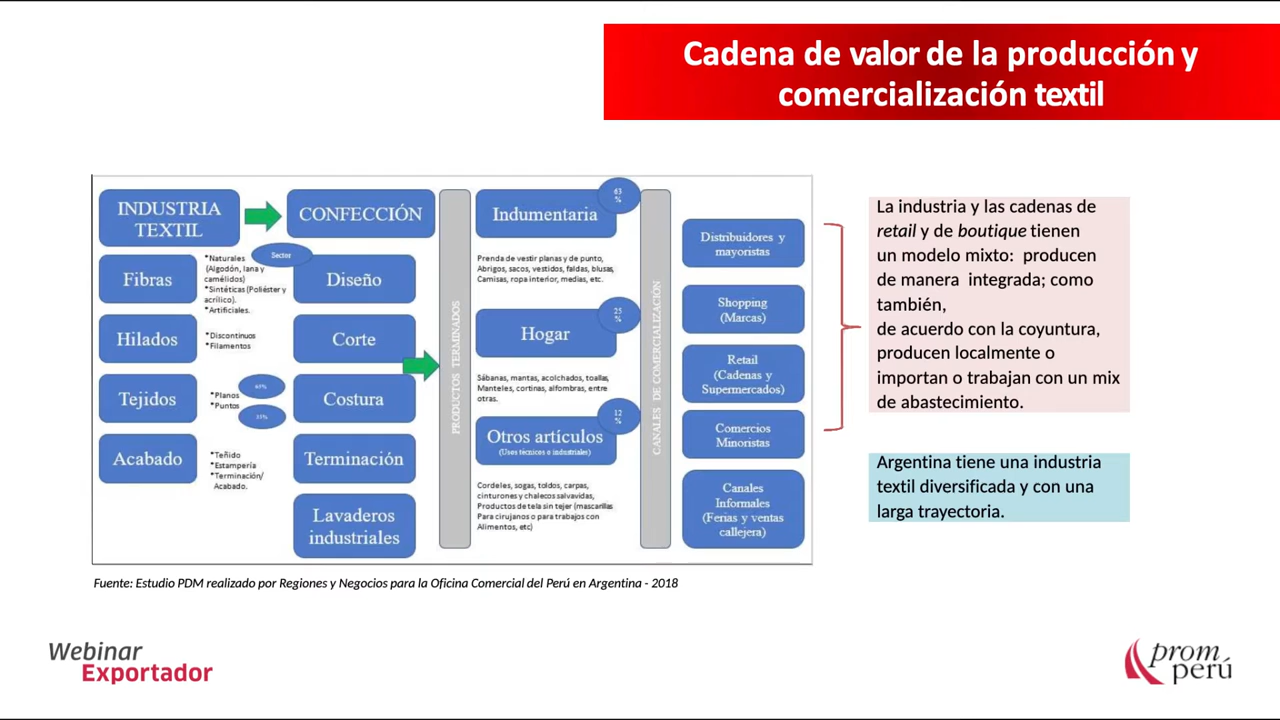 Cadena de valor de la producción y
comercialización textil
INDUSTRIA
TEXTIL
CONFECCIÓN
Sector
Fibras
*Naturales
(Algodón, lana y
camélidos)
*Sintéticas (Poliéster y
acrílico).
*Artificiales.
Hilados
*Discontinuos
*Filamentos
Tejidos
*Planos
*Puntos
Acabado
*Teñido
*Estampería
*Terminación/
Acabado.
Diseño
Corte
Costura
Terminación
Lavaderos
industriales
PRODUCTOS TERMINADOS
Indumentaria
63
%
Prenda de vestir planas y de punto,
Abrigos, sacos, vestidos, faldas, blusas,
Camisas, ropa interior, medias, etc.
Hogar
25
%
Sábanas, mantas, acolchados, toallas,
Manteles, cortinas, alfombras, entre
otras.
Otros artículos
(Usos técnicos e industriales)
12
%
Cordeles, sogas, toldos, carpas,
cinturones y chalecos salvavidas,
Productos de tela sin tejer (mascarillas
Para cirujanos o para trabajos con
Alimentos, etc)
CANALES DE COMERCIALIZACIÓN
Distribuidores y
mayoristas
Shopping
(Marcas)
Retail
(Cadenas y
Supermercados)
Comercios
Minoristas
Canales
Informales
(Ferias y ventas
callejera)
La industria y las cadenas de
retail y de boutique tienen
un modelo mixto: producen
de manera integrada; como
también,
de acuerdo con la coyuntura,
producen localmente o
importan o trabajan con un mix
de abastecimiento.
Argentina tiene una industria
textil diversificada y con una
larga trayectoria.
Fuente: Estudio PDM realizado por Regiones y Negocios para la Oficina Comercial del Perú en Argentina - 2018
Webinar
Exportador
prom
perú